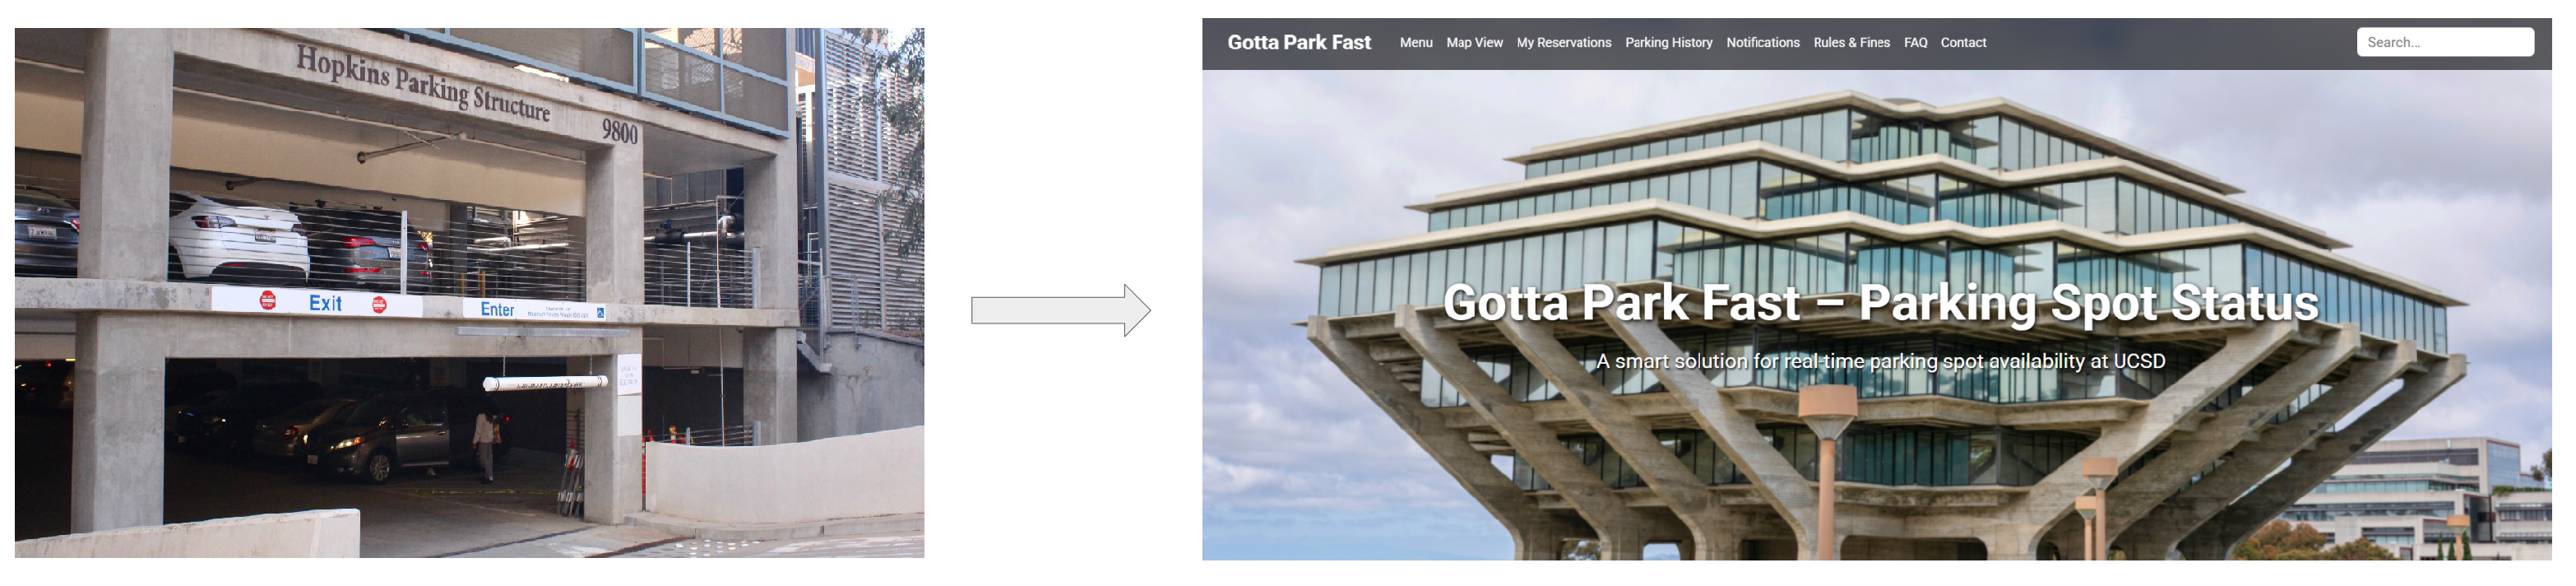 Hopkins Parking Structure
9800
Exit
Enter
Gotta Park Fast
Menu Map View My Reservations Parking History Notifications Rules & Fines FAQ Contact
Search...
Gotta Park Fast – Parking Spot Status
A smart solution for real-time parking spot availability at UCSD